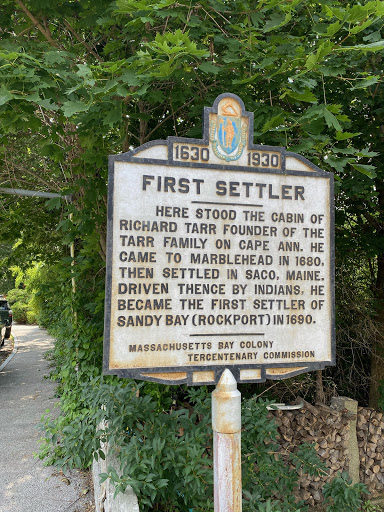 1630 1930
FIRST SETTLER
HERE STOOD THE CABIN OF
RICHARD TARR FOUNDER OF THE
TARR FAMILY ON CAPE ANN. HE
CAME TO MARBLEHEAD IN 1680,
THEN SETTLED IN SACO, MAINE.
DRIVEN THENCE BY INDIANS, HE
BECAME THE FIRST SETTLER OF
SANDY BAY (ROCKPORT) IN 1690.
MASSACHUSETTS BAY COLONY
TERCENTENARY COMMISSION